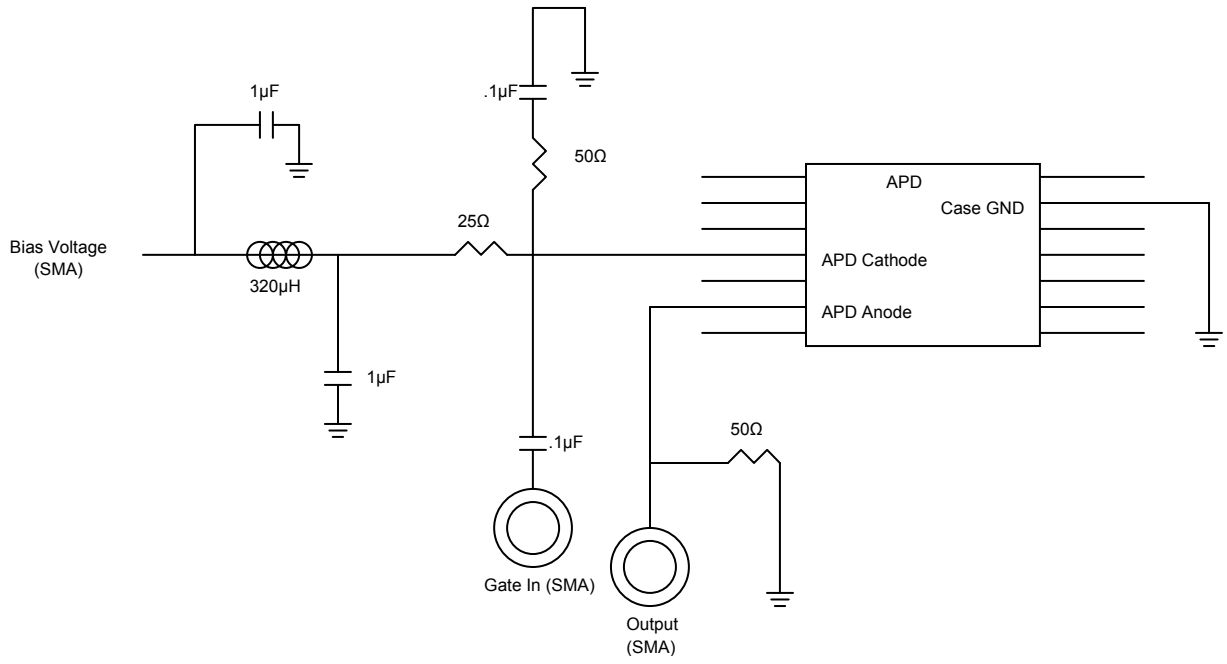 1µF
.1µF
50Ω
APD
Case GND
25Ω
Bias Voltage
(SMA)
APD Cathode
320µH
APD Anode
1µF
50Ω
.1µF
Gate In (SMA)
Output
(SMA)